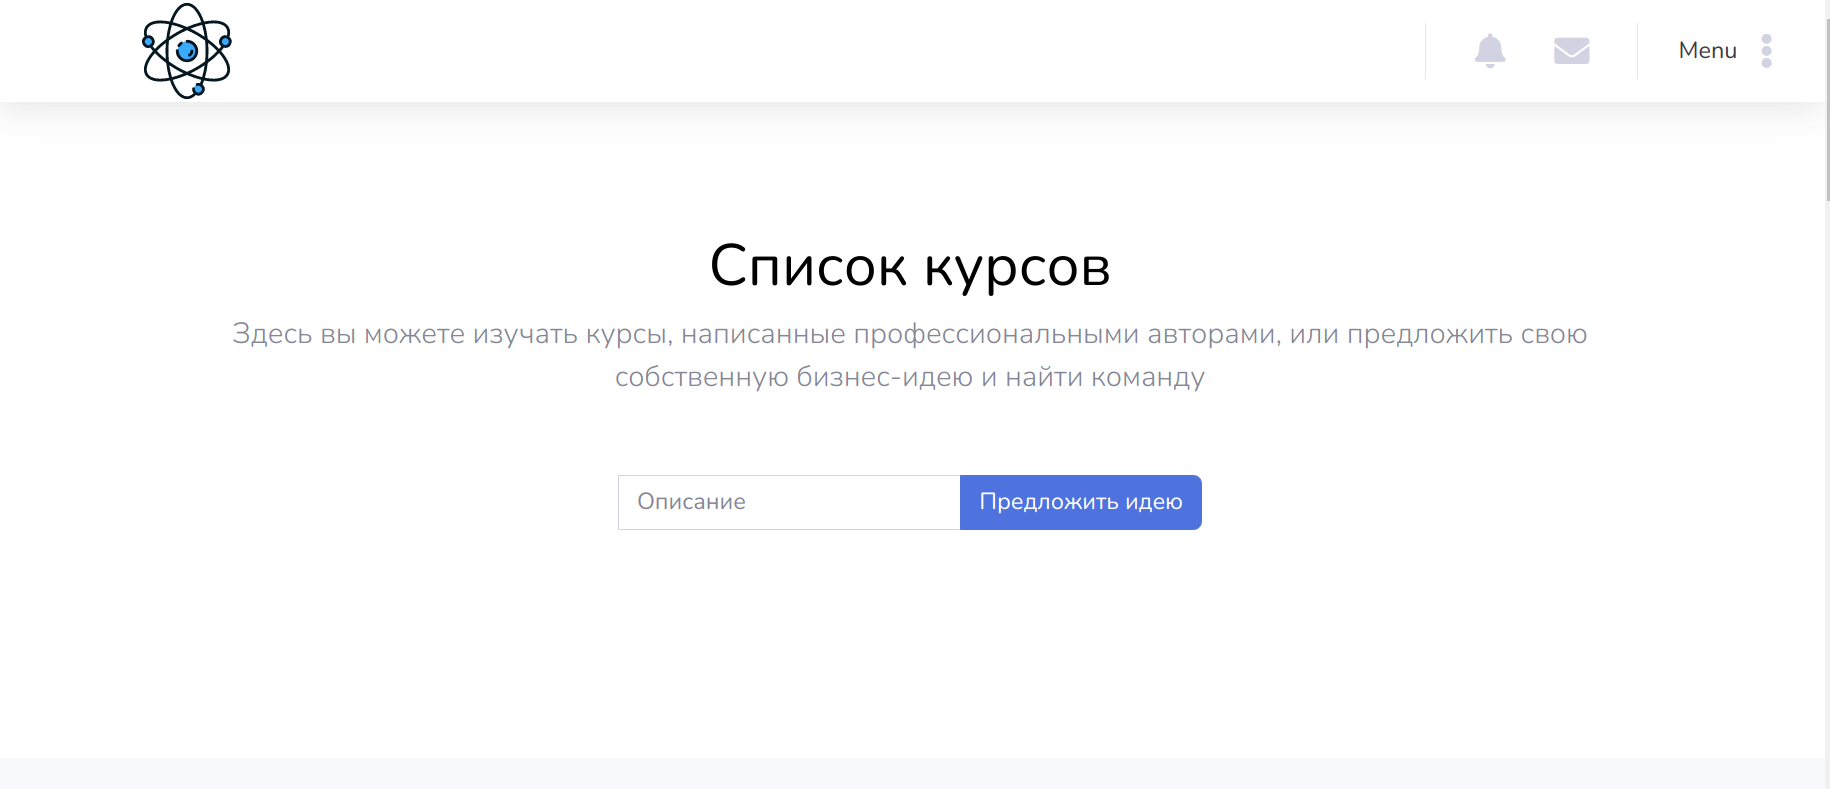 Menu
Список курсов
Здесь вы можете изучать курсы, написанные профессиональными авторами, или предложить свою
собственную бизнес-идею и найти команду
Описание
Предложить идею